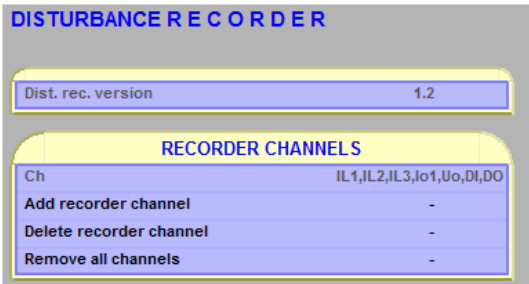 DISTURBANCE R E C O R D E R
Dist. rec. version 1.2
RECORDER CHANNELS
Ch IL1,IL2,IL3,Io1,Uo,DI,DO
Add recorder channel -
Delete recorder channel -
Remove all channels -